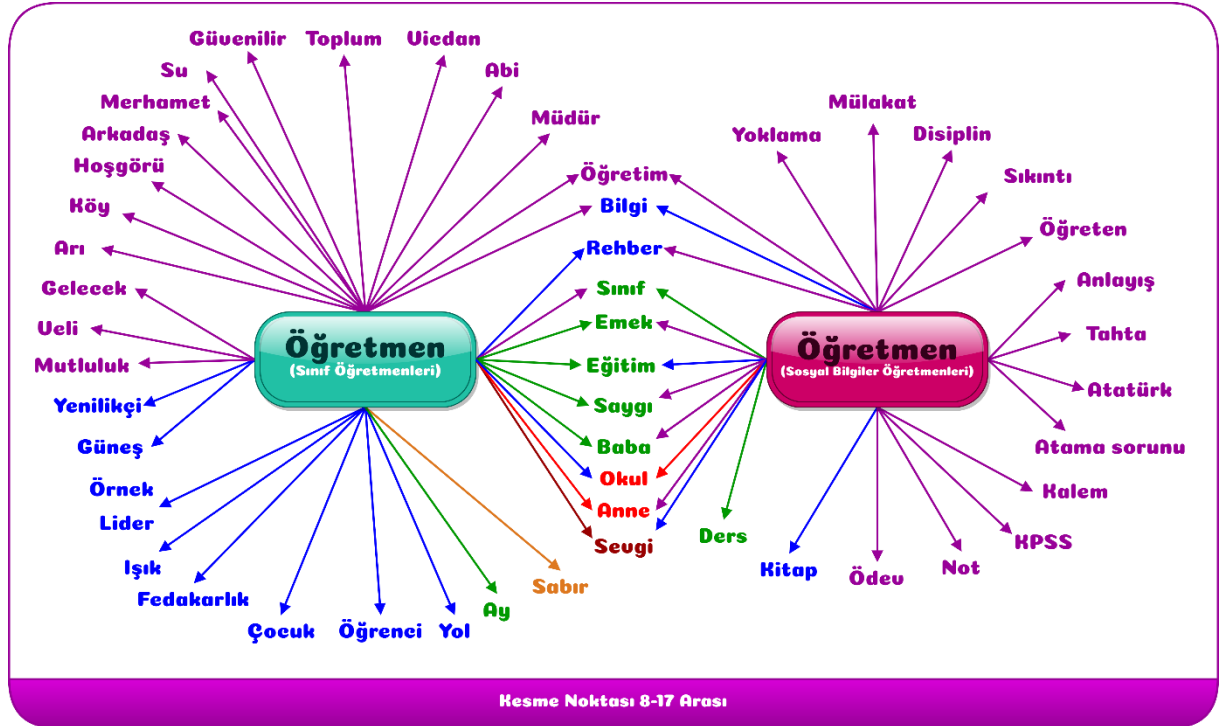 Güvenilir
Toplum
Vicdan
Su
Abi
Merhamet
Müdür
Arkadaş
Hoşgörü
Köy
Arı
Gelecek
Veli
Mutluluk
Yenilikçi
Güneş
Örnek
Lider
Işık
Fedakarlık
Çocuk
Öğrenci
Yol
Ay
Sabır
Öğretmen
(Sınıf Öğretmenleri)
Öğretim
Bilgi
Rehber
Sınıf
Emek
Eğitim
Saygı
Baba
Okul
Anne
Sevgi
Öğretmen
(Sosyal Bilgiler Öğretmenleri)
Yoklama
Mülakat
Disiplin
Sıkıntı
Öğreten
Anlayış
Tahta
Atatürk
Atama sorunu
Kalem
KPSS
Not
Ödev
Kitap
Ders
Kesme Noktası 8-17 Arası